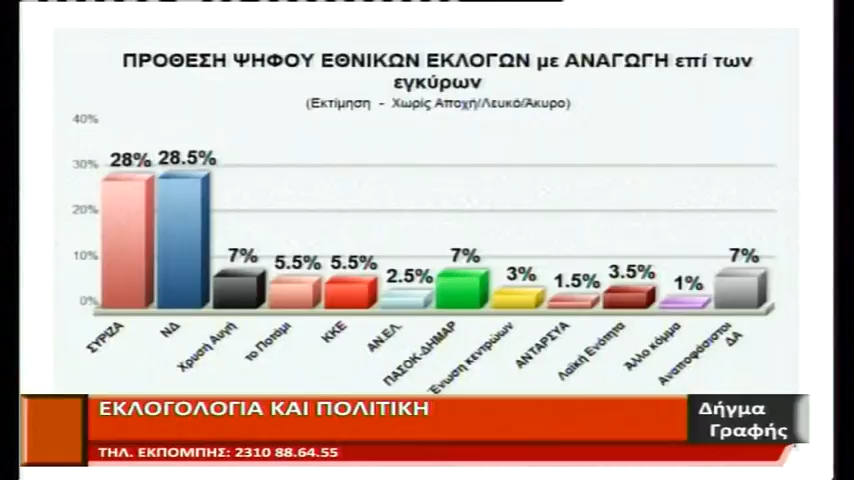 ΠΡΟΘΕΣΗ ΨΗΦΟΥ ΕΘΝΙΚΩΝ ΕΚΛΟΓΩΝ με ΑΝΑΓΩΓΗ επί των
εγκύρων
(Εκτίμηση - Χωρίς Αποχή/Λευκό/Άκυρο)
40%
30%
20%
10%
0%
28%
28.5%
7%
5.5%
5.5%
2.5%
7%
3%
1.5%
3.5%
1%
7%
ΣΥΡΙΖΑ
ΝΔ
Χρυσή Αυγή
το Ποτάμι
ΚΚΕ
ΑΝ.ΕΛ.
ΠΑΣΟΚ-ΔΗΜΑΡ
Ένωση κεντρώων
ΑΝΤΑΡΣΥΑ
Λαϊκή Ενότητα
Άλλο κόμμα
Αναποφάσιστοι
ΔΑ
ΕΚΛΟΓΟΛΟΓΙΑ ΚΑΙ ΠΟΛΙΤΙΚΗ
Δήγμα
Γραφής
ΤΗΛ. ΕΚΠΟΜΠΗΣ: 2310 88.64.55